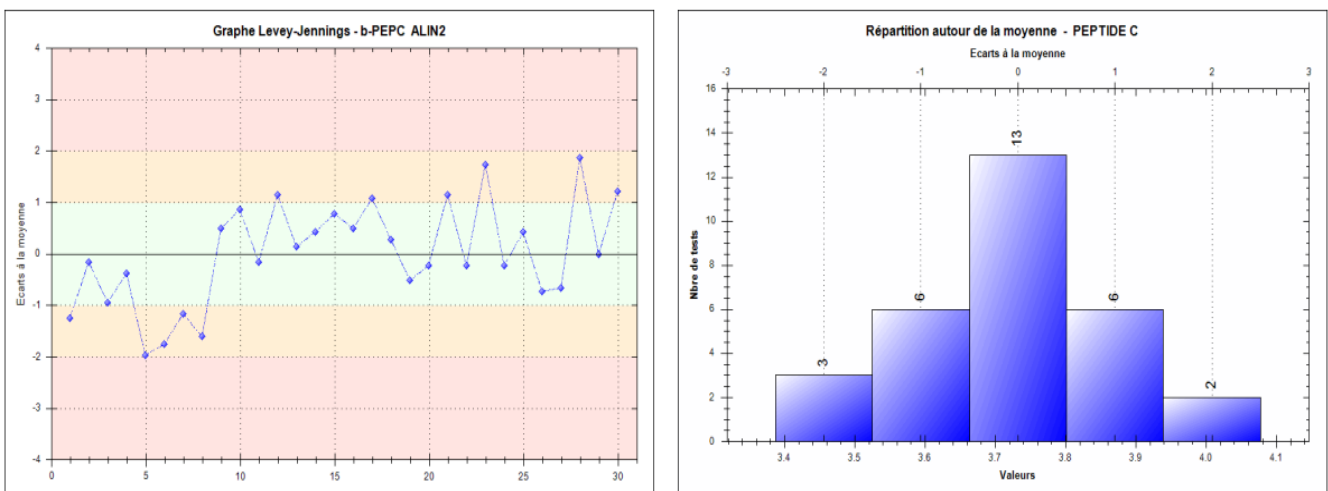 Graphe Levey-Jennings - b-PEPC ALIN2
Ecarts à la moyenne
4
3
2
1
0
-1
-2
-3
-4
0 5 10 15 20 25 30
Répartition autour de la moyenne - PEPTIDE C
Ecarts à la moyenne
-3 -2 -1 0 1 2 3
Nbre de tests
16
14
12
10
8
6
4
2
0
3 6 13 6 2
3.4 3.5 3.6 3.7 3.8 3.9 4.0 4.1
Valeurs